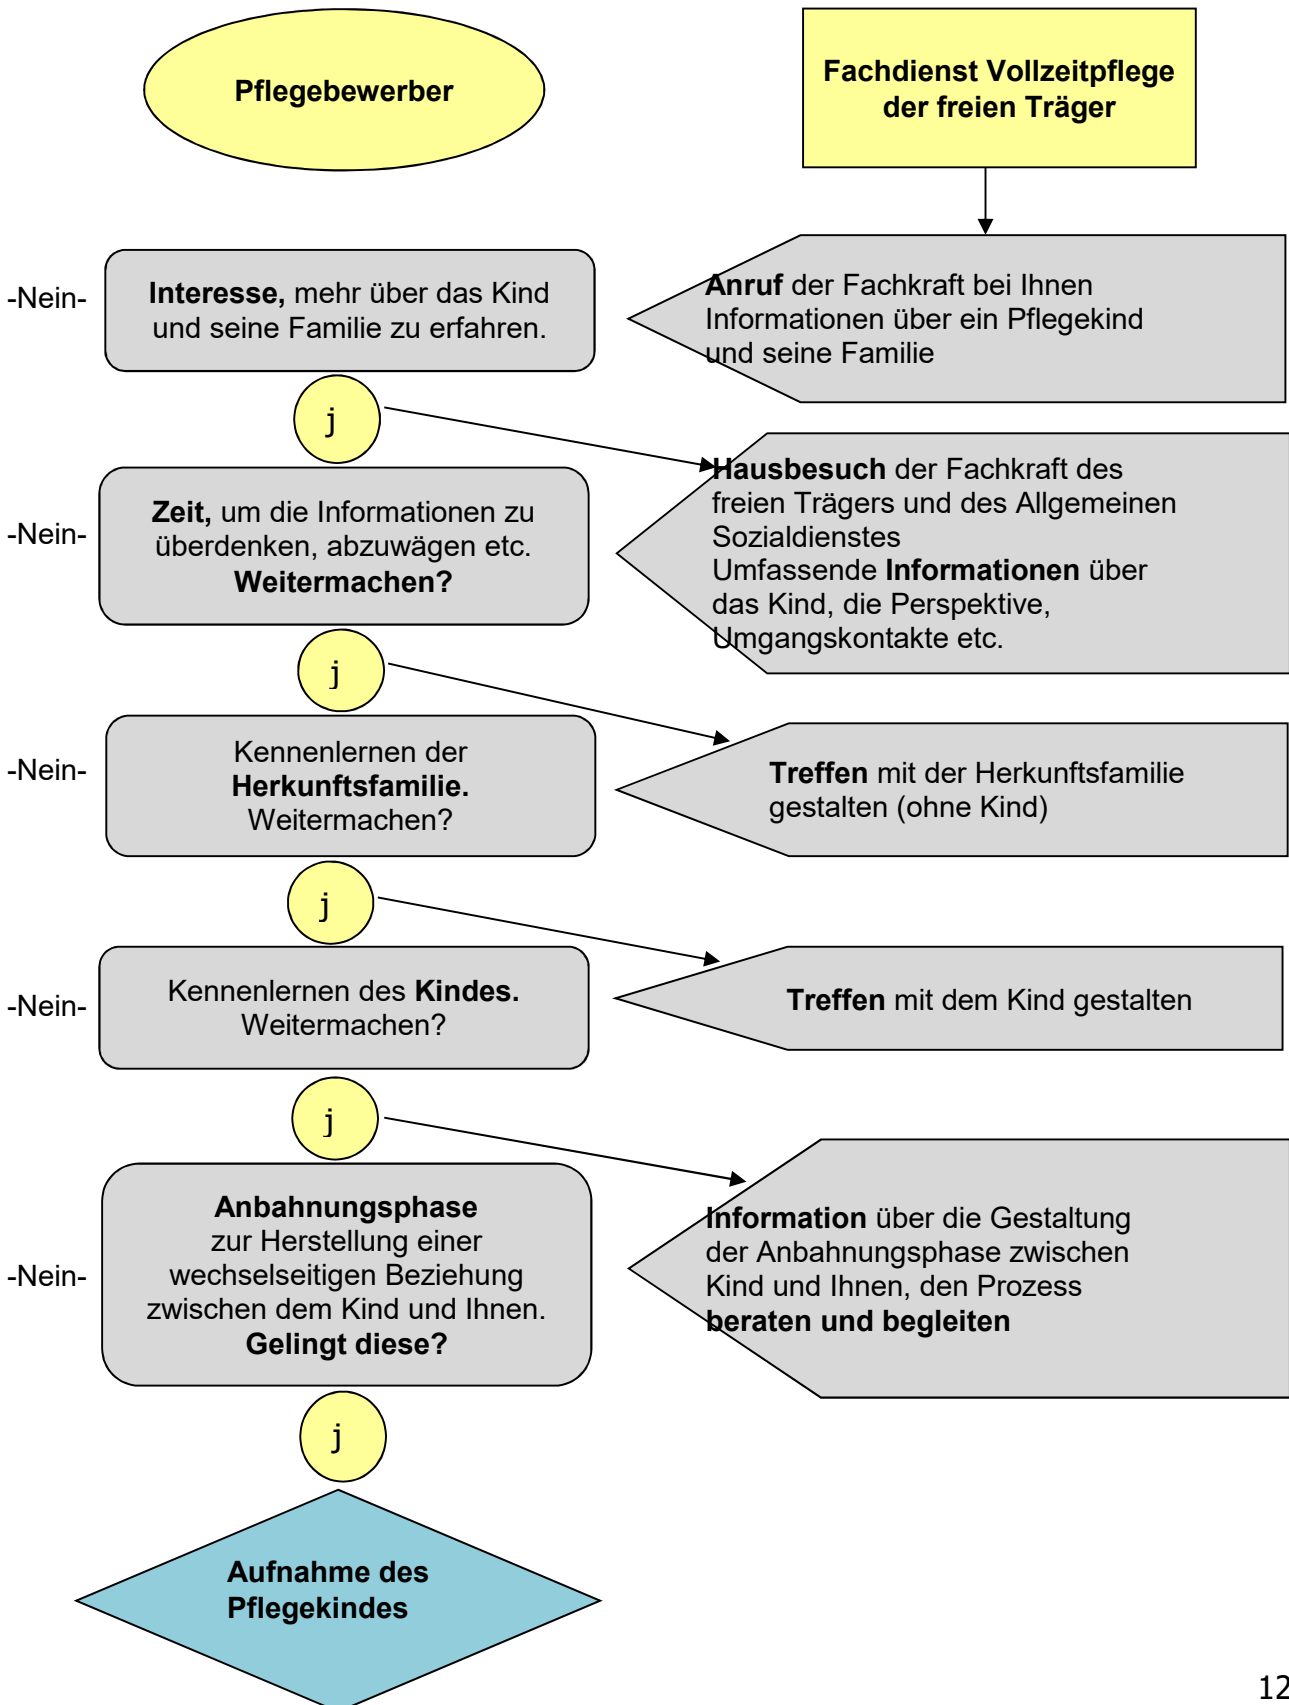 Pflegebewerber
Fachdienst Vollzeitpflege
der freien Träger
-Nein-
Interesse, mehr über das Kind
und seine Familie zu erfahren.
Anruf der Fachkraft bei Ihnen
Informationen über ein Pflegekind
und seine Familie
j
-Nein-
Zeit, um die Informationen zu
überdenken, abzuwägen etc.
Weitermachen?
Hausbesuch der Fachkraft des
freien Trägers und des Allgemeinen
Sozialdienstes
Umfassende Informationen über
das Kind, die Perspektive,
Umgangskontakte etc.
j
-Nein-
Kennenlernen der
Herkunftsfamilie.
Weitermachen?
Treffen mit der Herkunftsfamilie
gestalten (ohne Kind)
j
-Nein-
Kennenlernen des Kindes.
Weitermachen?
Treffen mit dem Kind gestalten
j
-Nein-
Anbahnungsphase
zur Herstellung einer
wechselseitigen Beziehung
zwischen dem Kind und Ihnen.
Gelingt diese?
Information über die Gestaltung
der Anbahnungsphase zwischen
Kind und Ihnen, den Prozess
beraten und begleiten
j
Aufnahme des
Pflegekindes
12